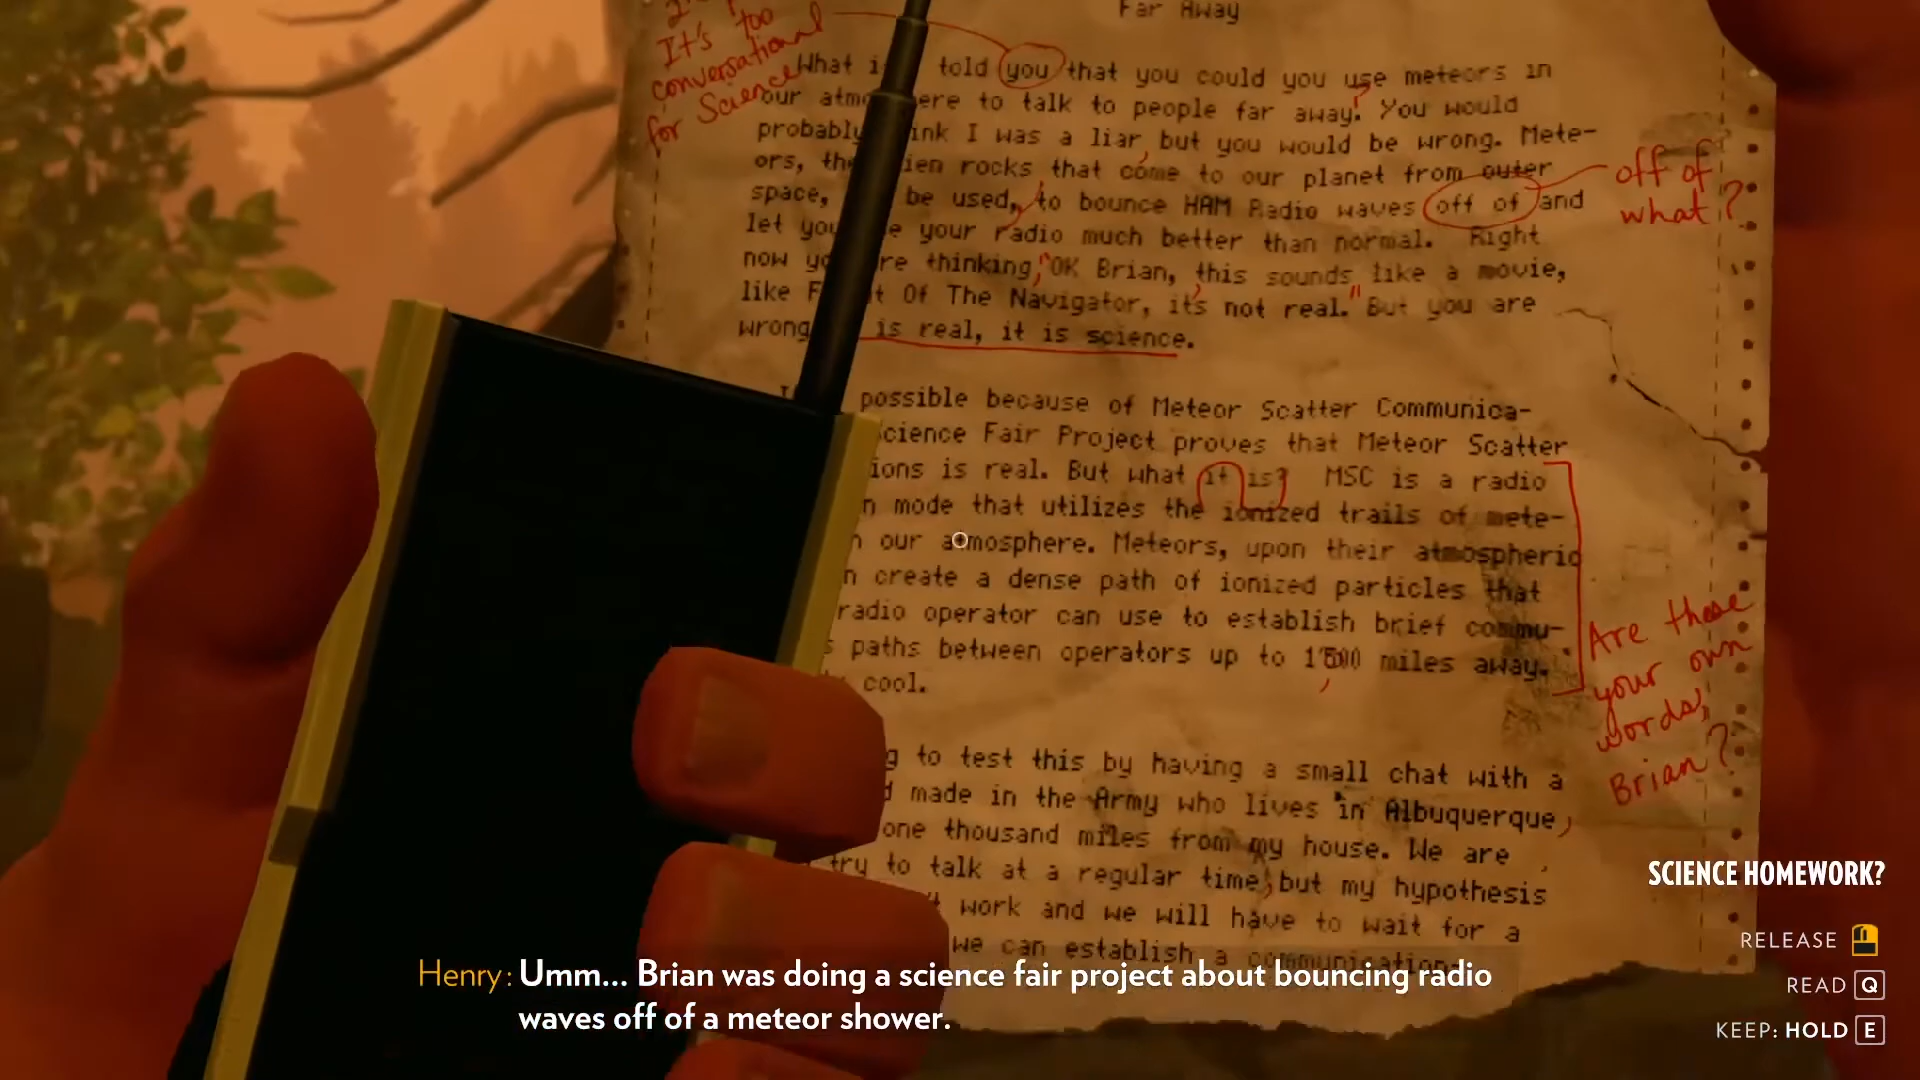 Far Away
It's too
conversational
for Science
What i told you that you could you use meteors in
our atmo ere to talk to people far away. You would
probably ink I was a liar, but you would be wrong. Mete-
ors, th ien rocks that come to our planet from outer
space, be used, to bounce HAM Radio waves off of and
let you e your radio much better than normal. Right
now yo re thinking, "OK Brian, this sounds like a movie,
like F t Of The Navigator, it's not real." But you are
wrong is real, it is science.
off of
what?
possible because of Meteor Scatter Communica-
cience Fair Project proves that Meteor Scatter
ions is real. But what it is? MSC is a radio
n mode that utilizes the ionized trails of mete-
n our atmosphere. Meteors, upon their atmospheric
n create a dense path of ionized particles that
radio operator can use to establish brief commu-
s paths between operators up to miles away.
cool.
Are these
your own
words,
Brian?
g to test this by having a small chat with a
d made in the Army who lives in Albuquerque,
one thousand miles from my house. We are
try to talk at a regular time, but my hypothesis
t work and we will have to wait for a
we can establish a communication
SCIENCE HOMEWORK?
RELEASE
READ Q
KEEP: HOLD E
Henry: Umm... Brian was doing a science fair project about bouncing radio
waves off of a meteor shower.